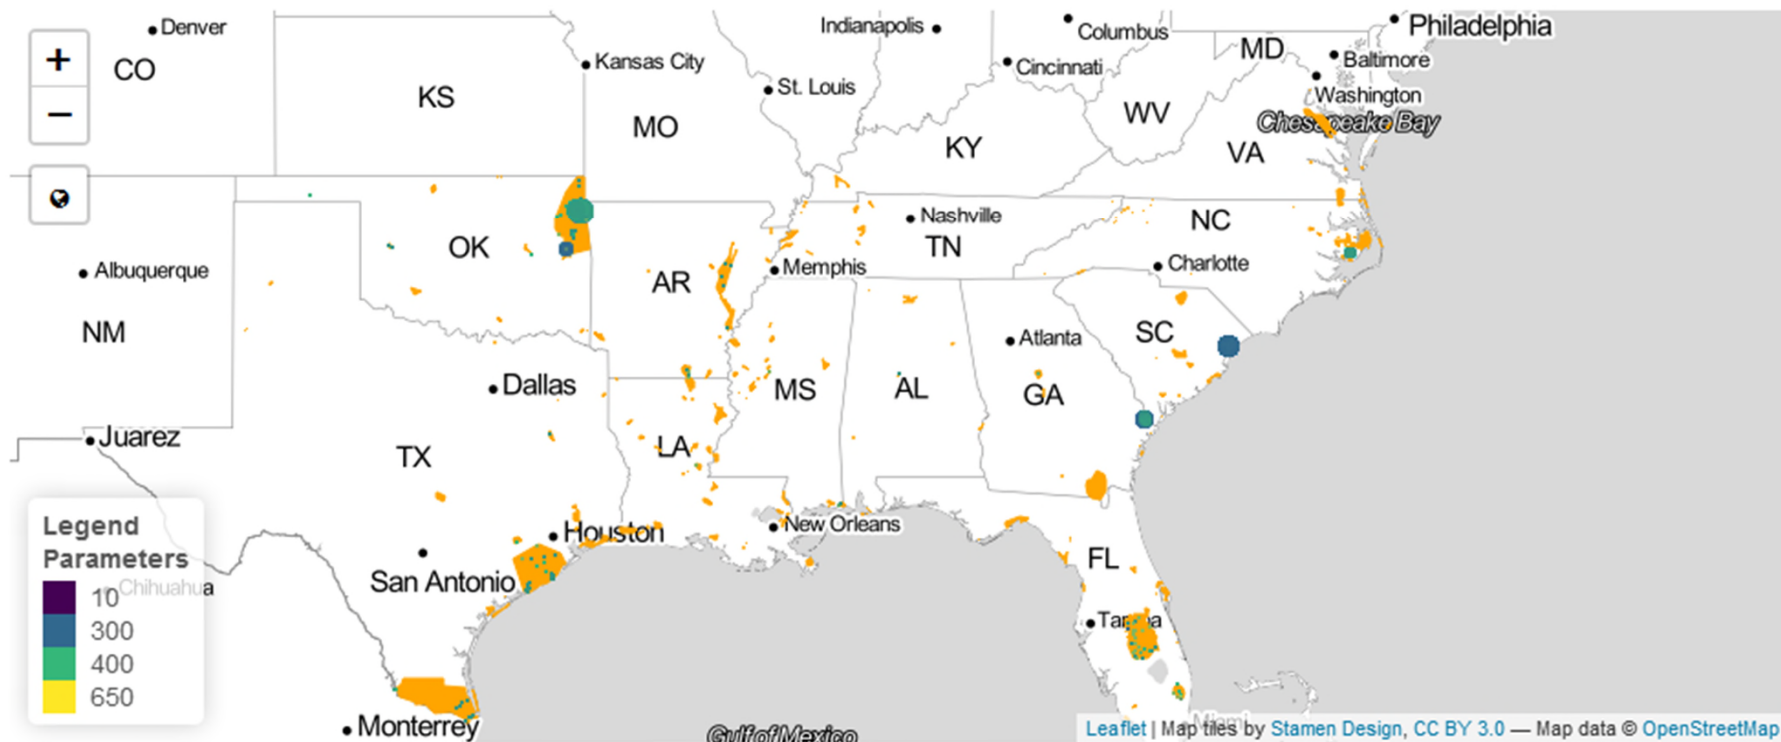 Denver
Indianapolis
Columbus
Philadelphia
+
CO
Kansas City
Cincinnati
MD
Baltimore
−
KS
St. Louis
Washington
MO
WV
Chesapeake Bay
KY
VA
Nashville
NC
OK
TN
Albuquerque
AR
Memphis
Charlotte
NM
SC
Atlanta
Dallas
MS
AL
GA
Juarez
TX
LA
New Orleans
Houston
FL
San Antonio
Legend
Parameters
10
Chihuahua
300
400
650
Tampa
Monterrey
Gulf of Mexico
Miami
Leaflet | Map tiles by Stamen Design, CC BY 3.0 — Map data © OpenStreetMap